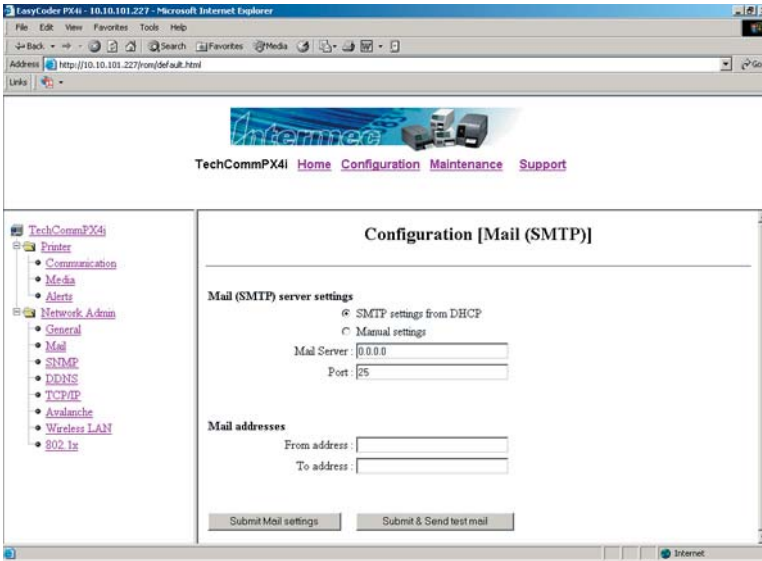 EasyCoder PX4i - 10.10.101.227 - Microsoft Internet Explorer
File Edit View Favorites Tools Help
Back Search Favorites Media
Address http://10.10.101.227/rom/default.html Go
Links
Intermec
TechCommPX4i Home Configuration Maintenance Support
TechCommPX4i
Printer
Communication
Media
Alerts
Network Admin
General
Mail
SNMP
DDNS
TCP/IP
Avalanche
Wireless LAN
802.1x
Configuration [Mail (SMTP)]
Mail (SMTP) server settings
SMTP settings from DHCP
Manual settings
Mail Server : 0.0.0.0
Port : 25
Mail addresses
From address :
To address :
Submit Mail settings Submit & Send test mail
Internet